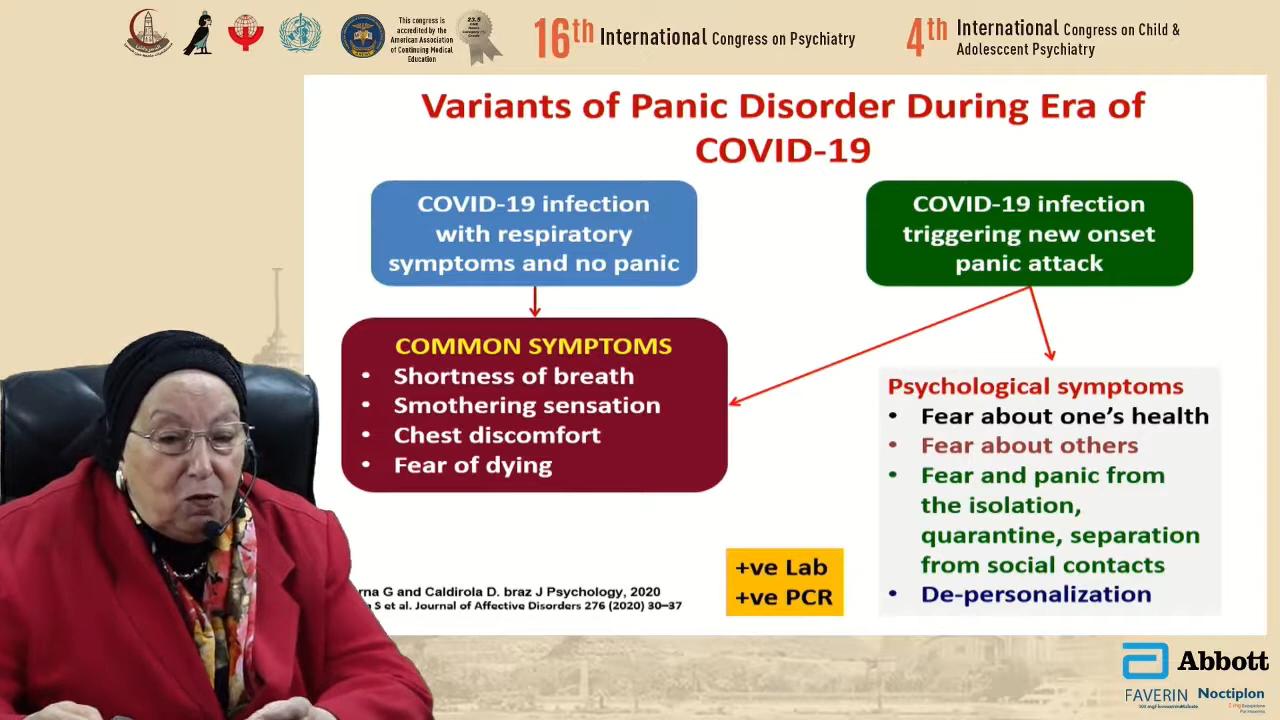 This congress is
accredited by the
American Association
of Continuing Medical
Education
23.5
16th International Congress on Psychiatry
4th International Congress on Child &
Adolesccent Psychiatry
Variants of Panic Disorder During Era of
COVID-19
COVID-19 infection
with respiratory
symptoms and no panic
COVID-19 infection
triggering new onset
panic attack
COMMON SYMPTOMS
• Shortness of breath
• Smothering sensation
• Chest discomfort
• Fear of dying
Psychological symptoms
• Fear about one's health
• Fear about others
• Fear and panic from
the isolation,
quarantine, separation
from social contacts
• De-personalization
+ve Lab
+ve PCR
G and Caldirola D. braz J Psychology, 2020
S et al. Journal of Affective Disorders 276 (2020) 30–37
Abbott
FAVERIN Noctiplon